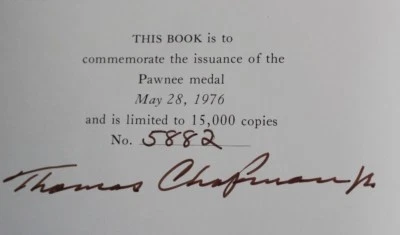 THIS BOOK is to
commemorate the issuance of the
Pawnee medal
May 28, 1976
and is limited to 15,000 copies
No. 5882
Thomas Chapman Jr.